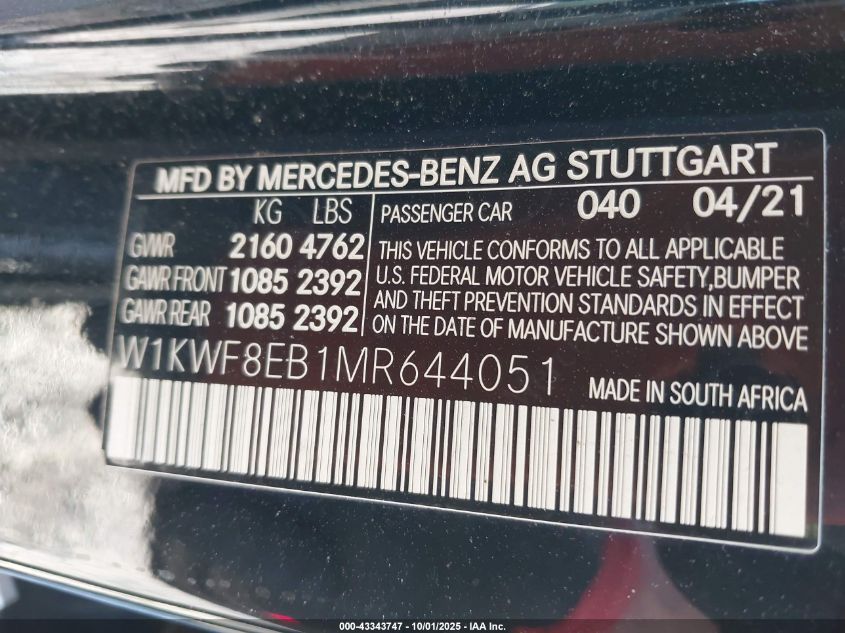 MFD BY MERCEDES-BENZ AG STUTTGART
KG LBS
GVWR 2160 4762
GAWR FRONT 1085 2392
GAWR REAR 1085 2392
PASSENGER CAR 040 04/21
THIS VEHICLE CONFORMS TO ALL APPLICABLE
U.S. FEDERAL MOTOR VEHICLE SAFETY,BUMPER
AND THEFT PREVENTION STANDARDS IN EFFECT
ON THE DATE OF MANUFACTURE SHOWN ABOVE
W1KWF8EB1MR644051
MADE IN SOUTH AFRICA
000-43343747 - 10/01/2025 - IAA Inc.